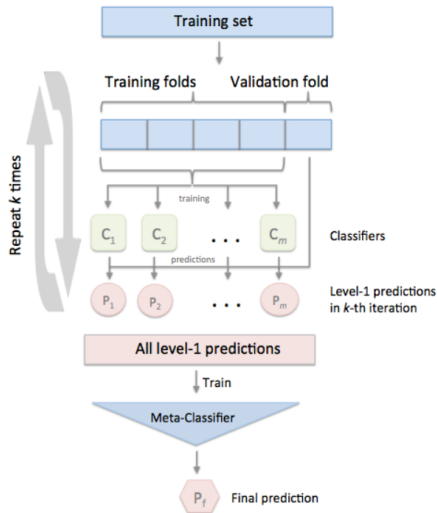 Training set
Training folds Validation fold
Repeat k times
training
C1 C2 ... Cm Classifiers
predictions
P1 P2 ... Pm Level-1 predictions
in k-th iteration
All level-1 predictions
Train
Meta-Classifier
Pf Final prediction